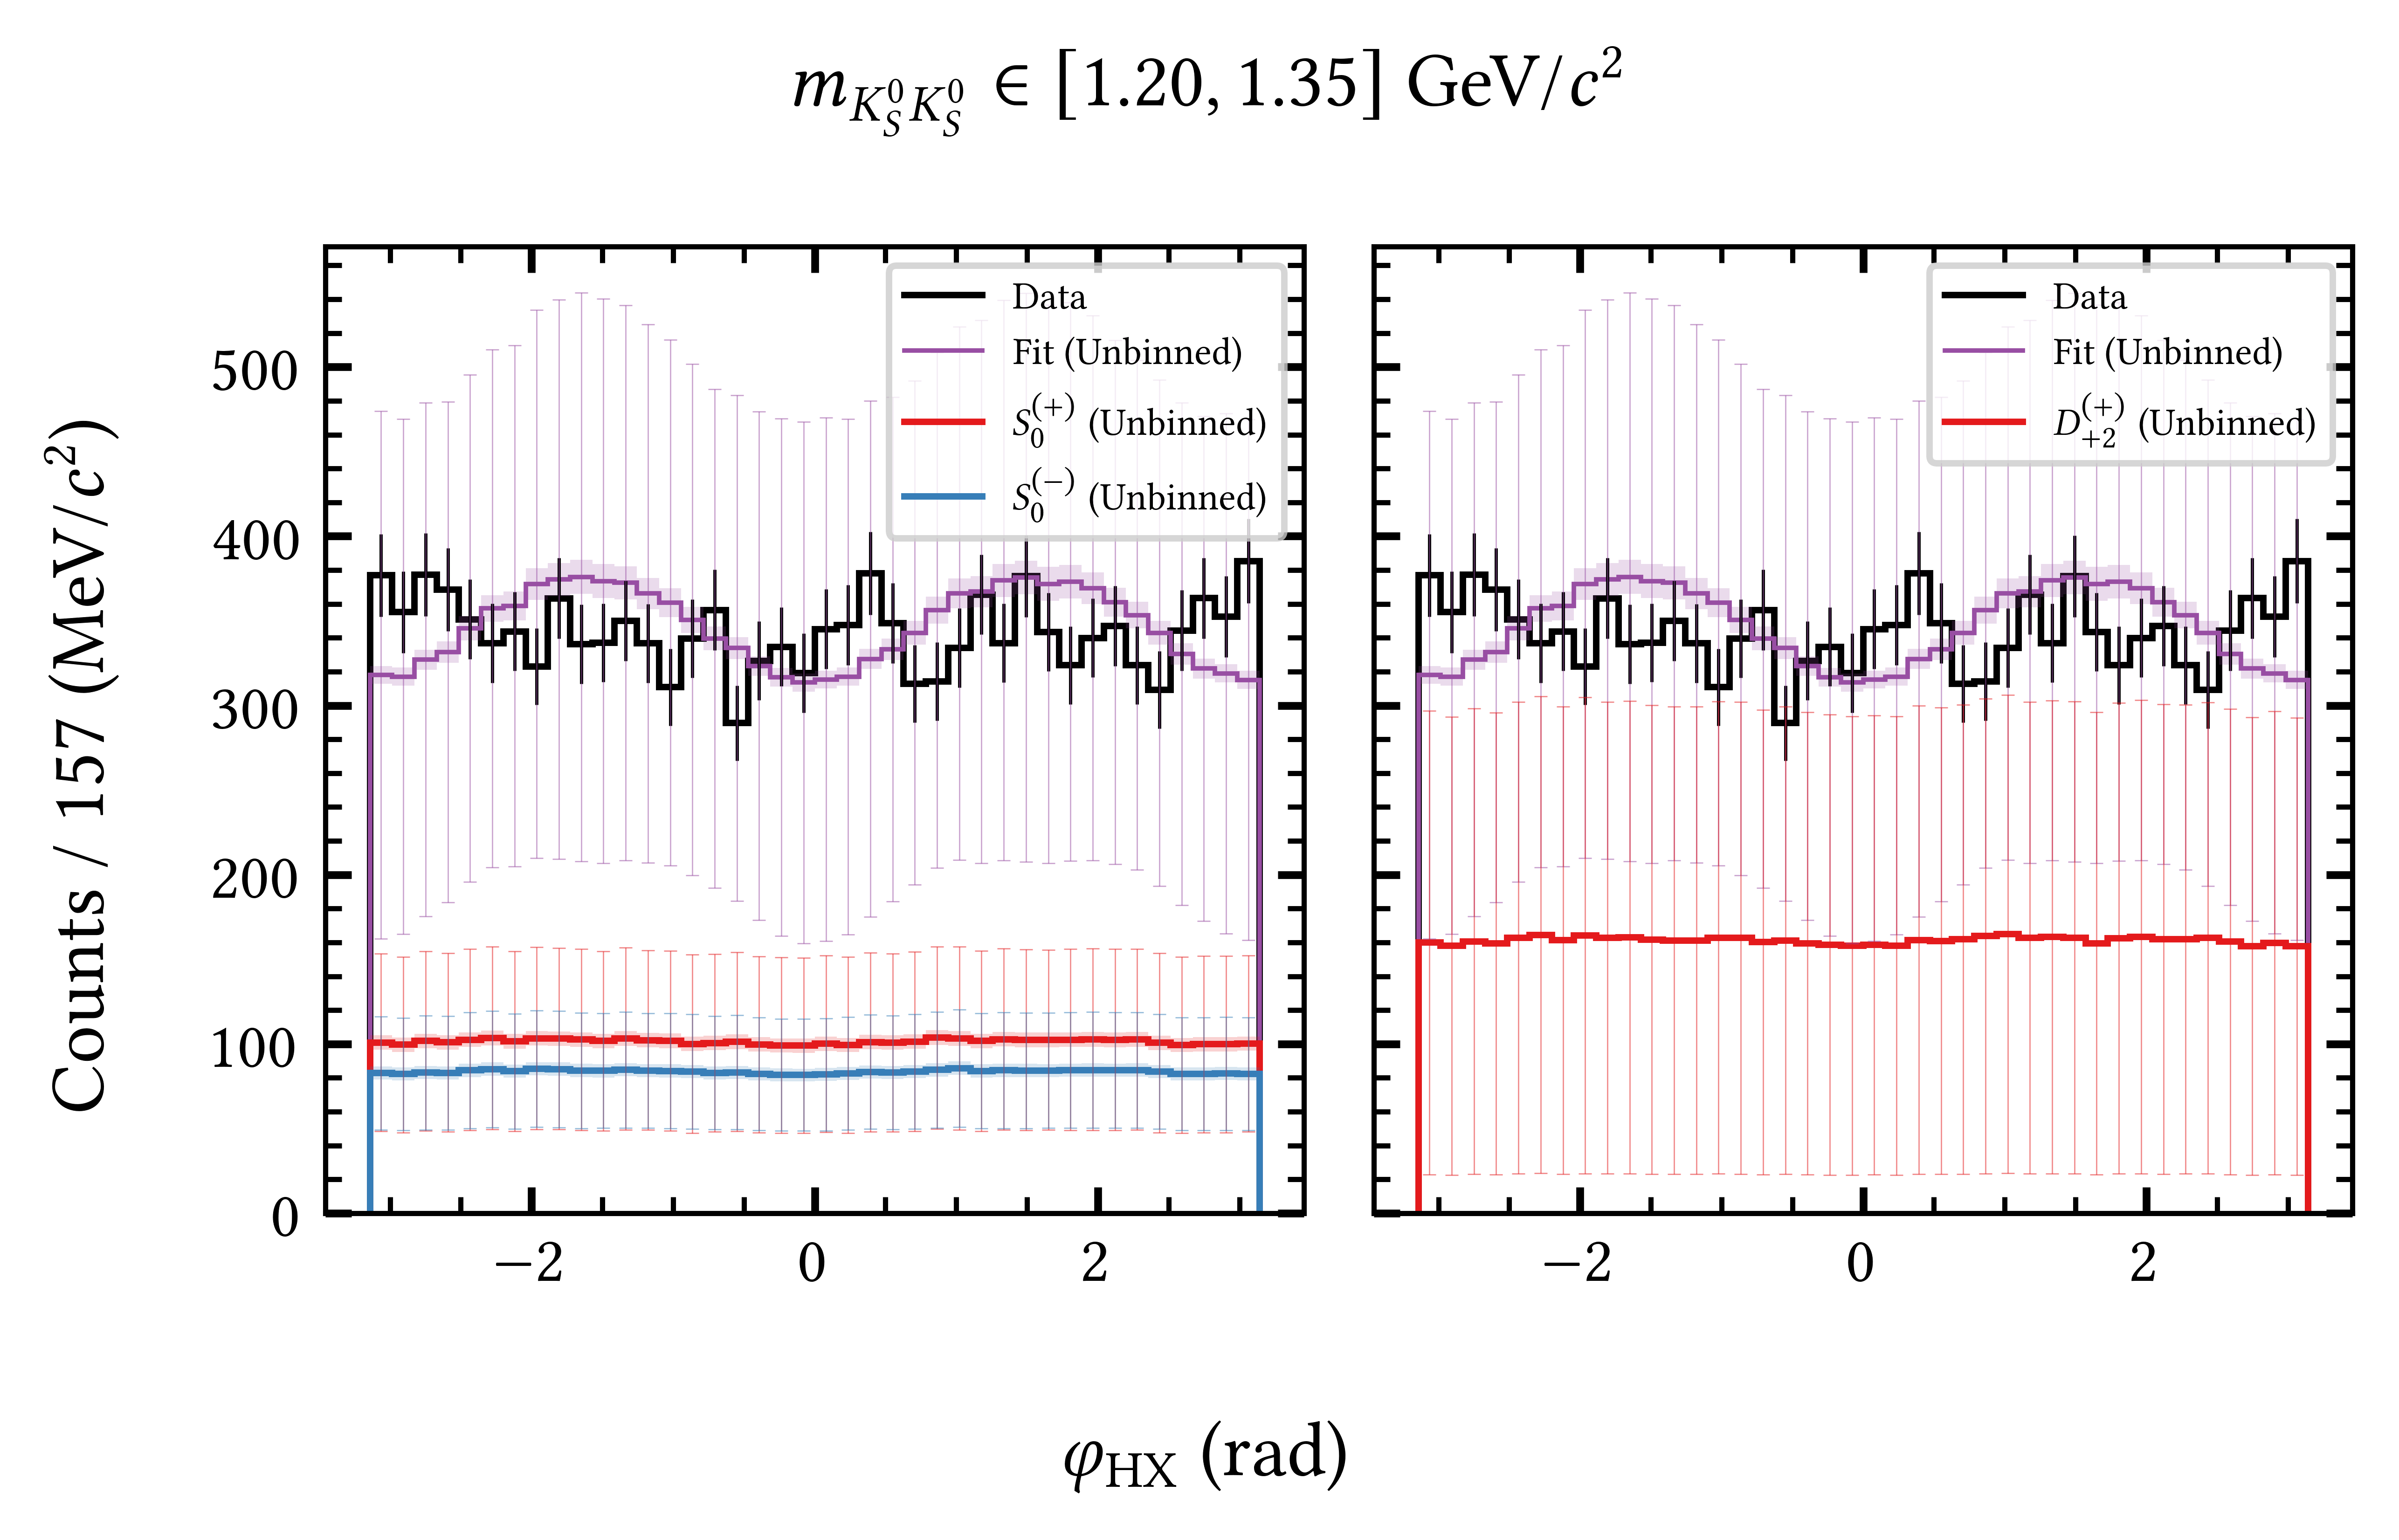 m_{K_S^0 K_S^0} ∈ [1.20, 1.35] GeV/c²
Counts / 157 (MeV/c²)
500
400
300
200
100
0
Data
Fit (Unbinned)
S_0^{(+)} (Unbinned)
S_0^{(−)} (Unbinned)
Data
Fit (Unbinned)
D_{+2}^{(+)} (Unbinned)
−2 0 2
−2 0 2
φ_{HX} (rad)